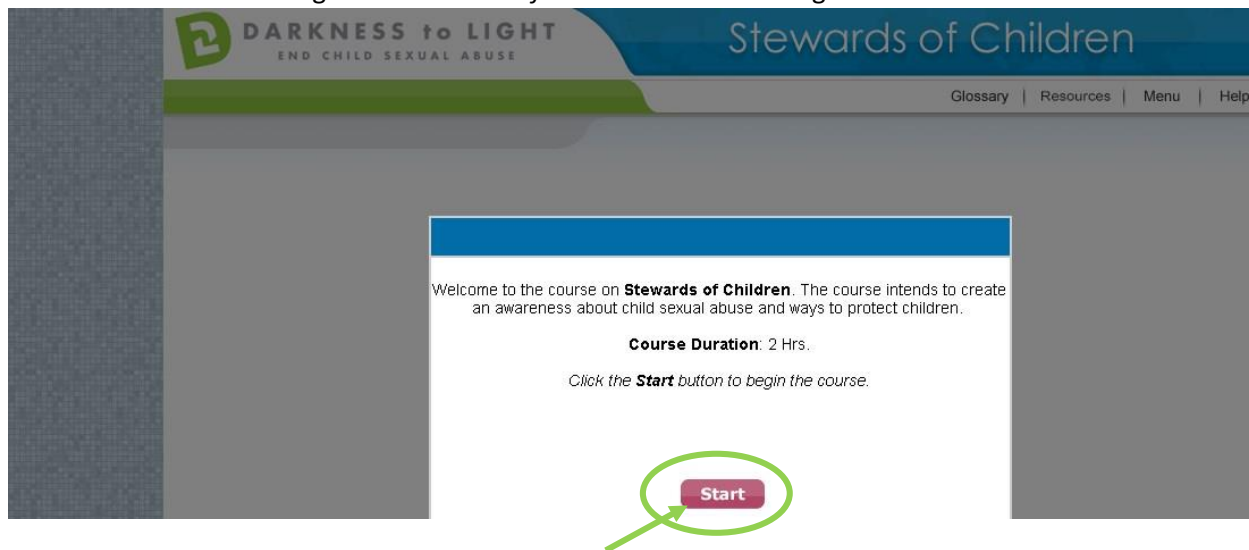 DARKNESS to LIGHT
END CHILD SEXUAL ABUSE
Stewards of Children
Glossary | Resources | Menu | Help
Welcome to the course on Stewards of Children. The course intends to create
an awareness about child sexual abuse and ways to protect children.
Course Duration: 2 Hrs.
Click the Start button to begin the course.
Start